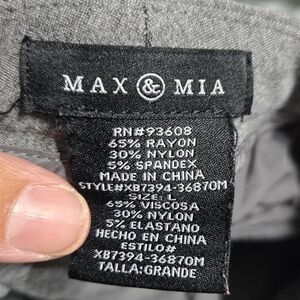 MAX & MIA
RN#93608
65% RAYON
30% NYLON
5% SPANDEX
MADE IN CHINA
STYLE#XB7394-36870M
SIZE: L
65% VISCOSA
30% NYLON
5% ELASTANO
HECHO EN CHINA
ESTILO#
XB7394-36870M
TALLA:GRANDE